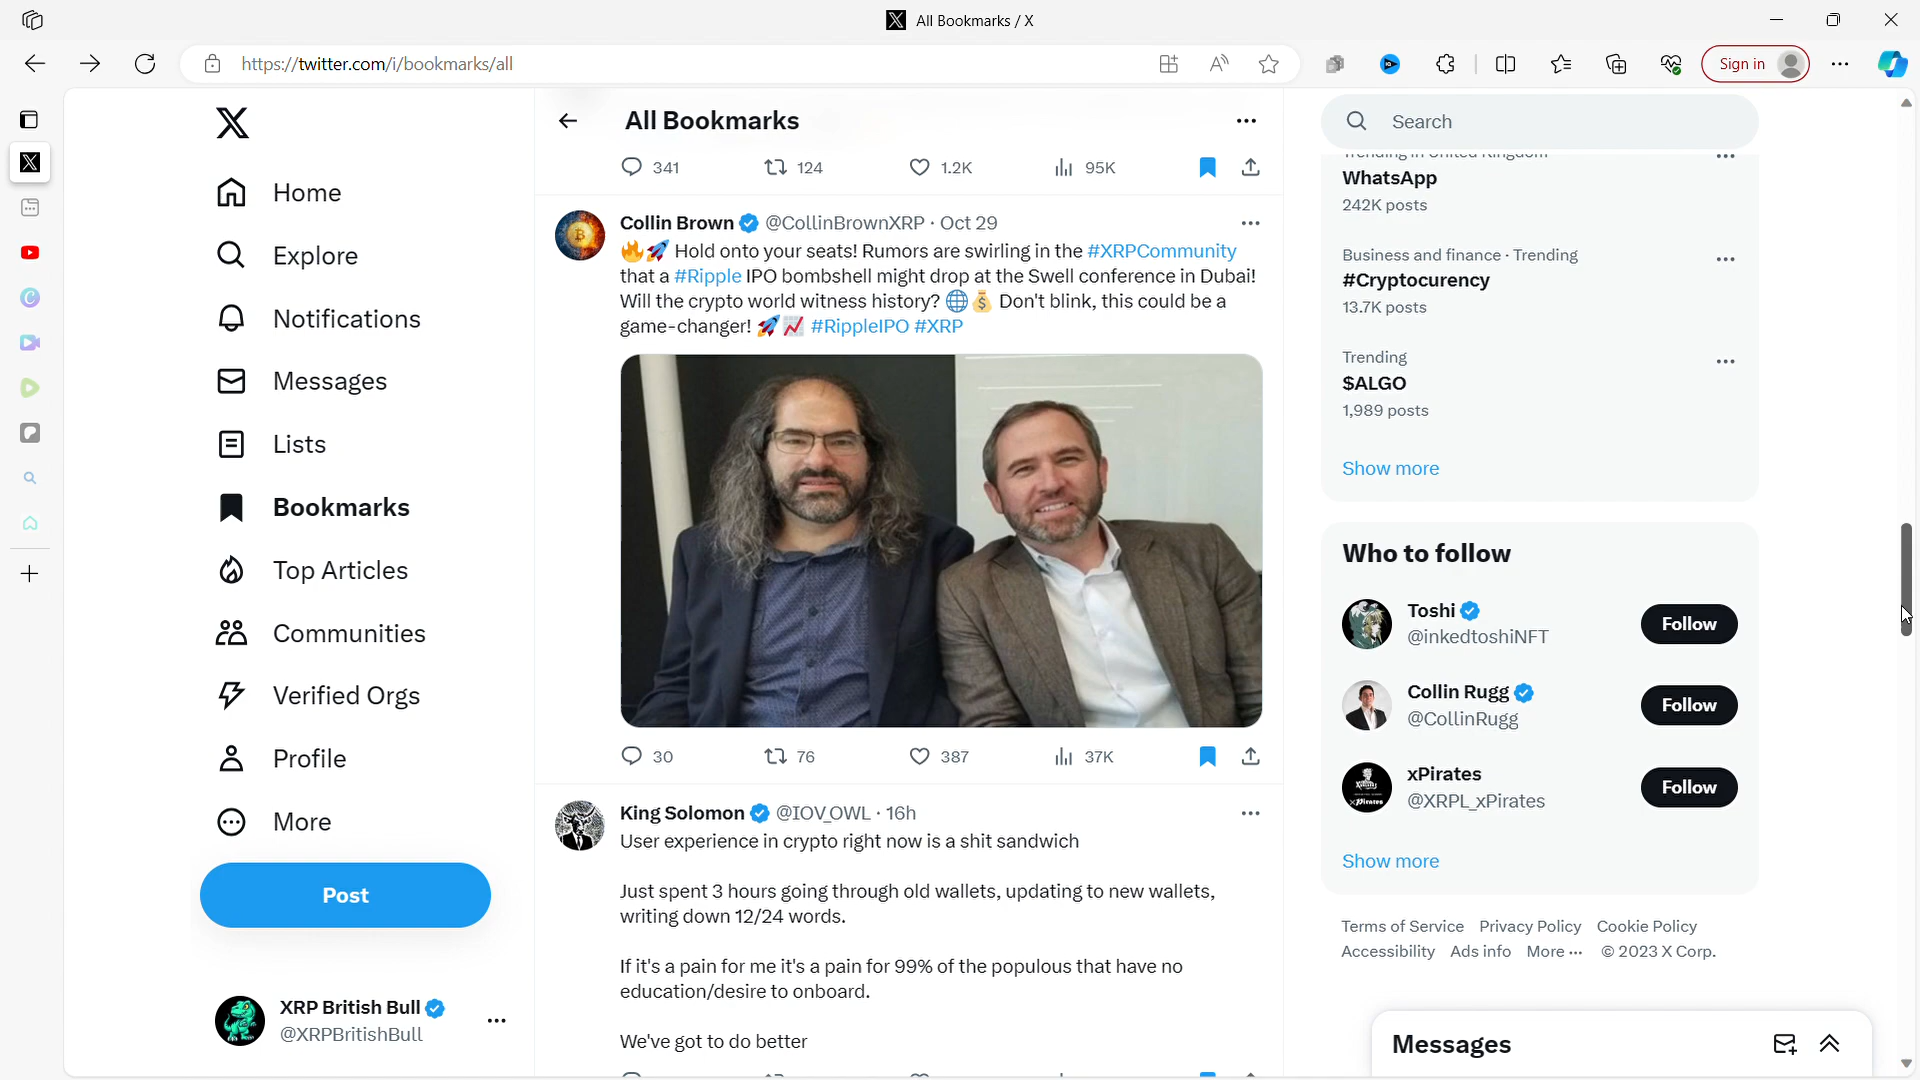 All Bookmarks / X
https://twitter.com/i/bookmarks/all
Sign in
Home
Explore
Notifications
Messages
Lists
Bookmarks
Top Articles
Communities
Verified Orgs
Profile
More
Post
XRP British Bull
@XRPBritishBull
All Bookmarks
341 124 1.2K 95K
Collin Brown @CollinBrownXRP · Oct 29
🔥🚀 Hold onto your seats! Rumors are swirling in the #XRPCommunity
that a #Ripple IPO bombshell might drop at the Swell conference in Dubai!
Will the crypto world witness history? 🌐💰 Don't blink, this could be a
game-changer! 🚀📈 #RippleIPO #XRP
30 76 387 37K
King Solomon @IOV_OWL · 16h
User experience in crypto right now is a shit sandwich
Just spent 3 hours going through old wallets, updating to new wallets,
writing down 12/24 words.
If it's a pain for me it's a pain for 99% of the populous that have no
education/desire to onboard.
We've got to do better
Search
Trending in United Kingdom
WhatsApp
242K posts
Business and finance · Trending
#Cryptocurency
13.7K posts
Trending
$ALGO
1,989 posts
Show more
Who to follow
Toshi
@inkedtoshiNFT
Follow
Collin Rugg
@CollinRugg
Follow
xPirates
@XRPL_xPirates
Follow
Show more
Terms of Service Privacy Policy Cookie Policy
Accessibility Ads info More ··· © 2023 X Corp.
Messages